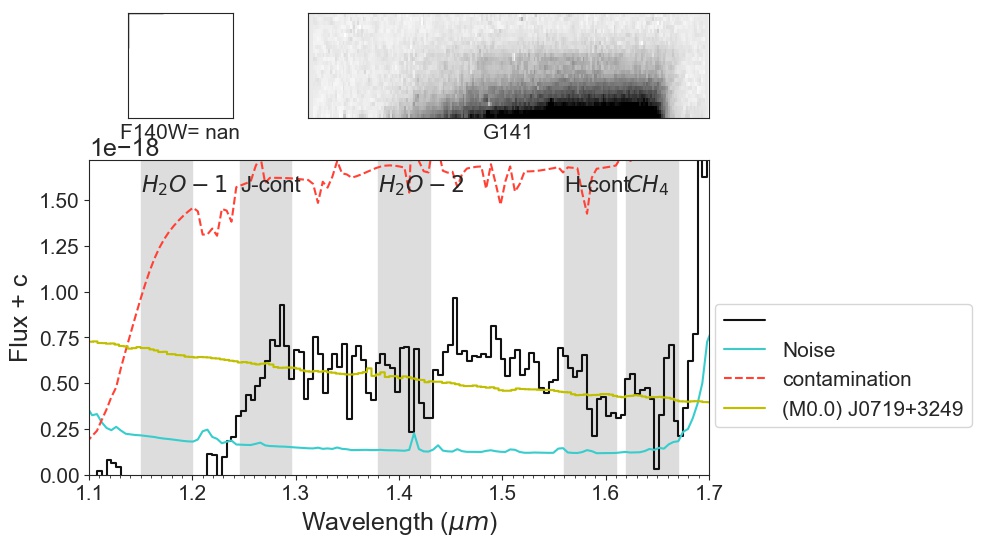 F140W= nan
G141
1e−18
H₂O − 1
J-cont
H₂O − 2
H-cont
CH₄
1.50
1.25
1.00
0.75
0.50
0.25
0.00
Flux + c
1.1
1.2
1.3
1.4
1.5
1.6
1.7
Wavelength (μm)
Noise
contamination
(M0.0) J0719+3249